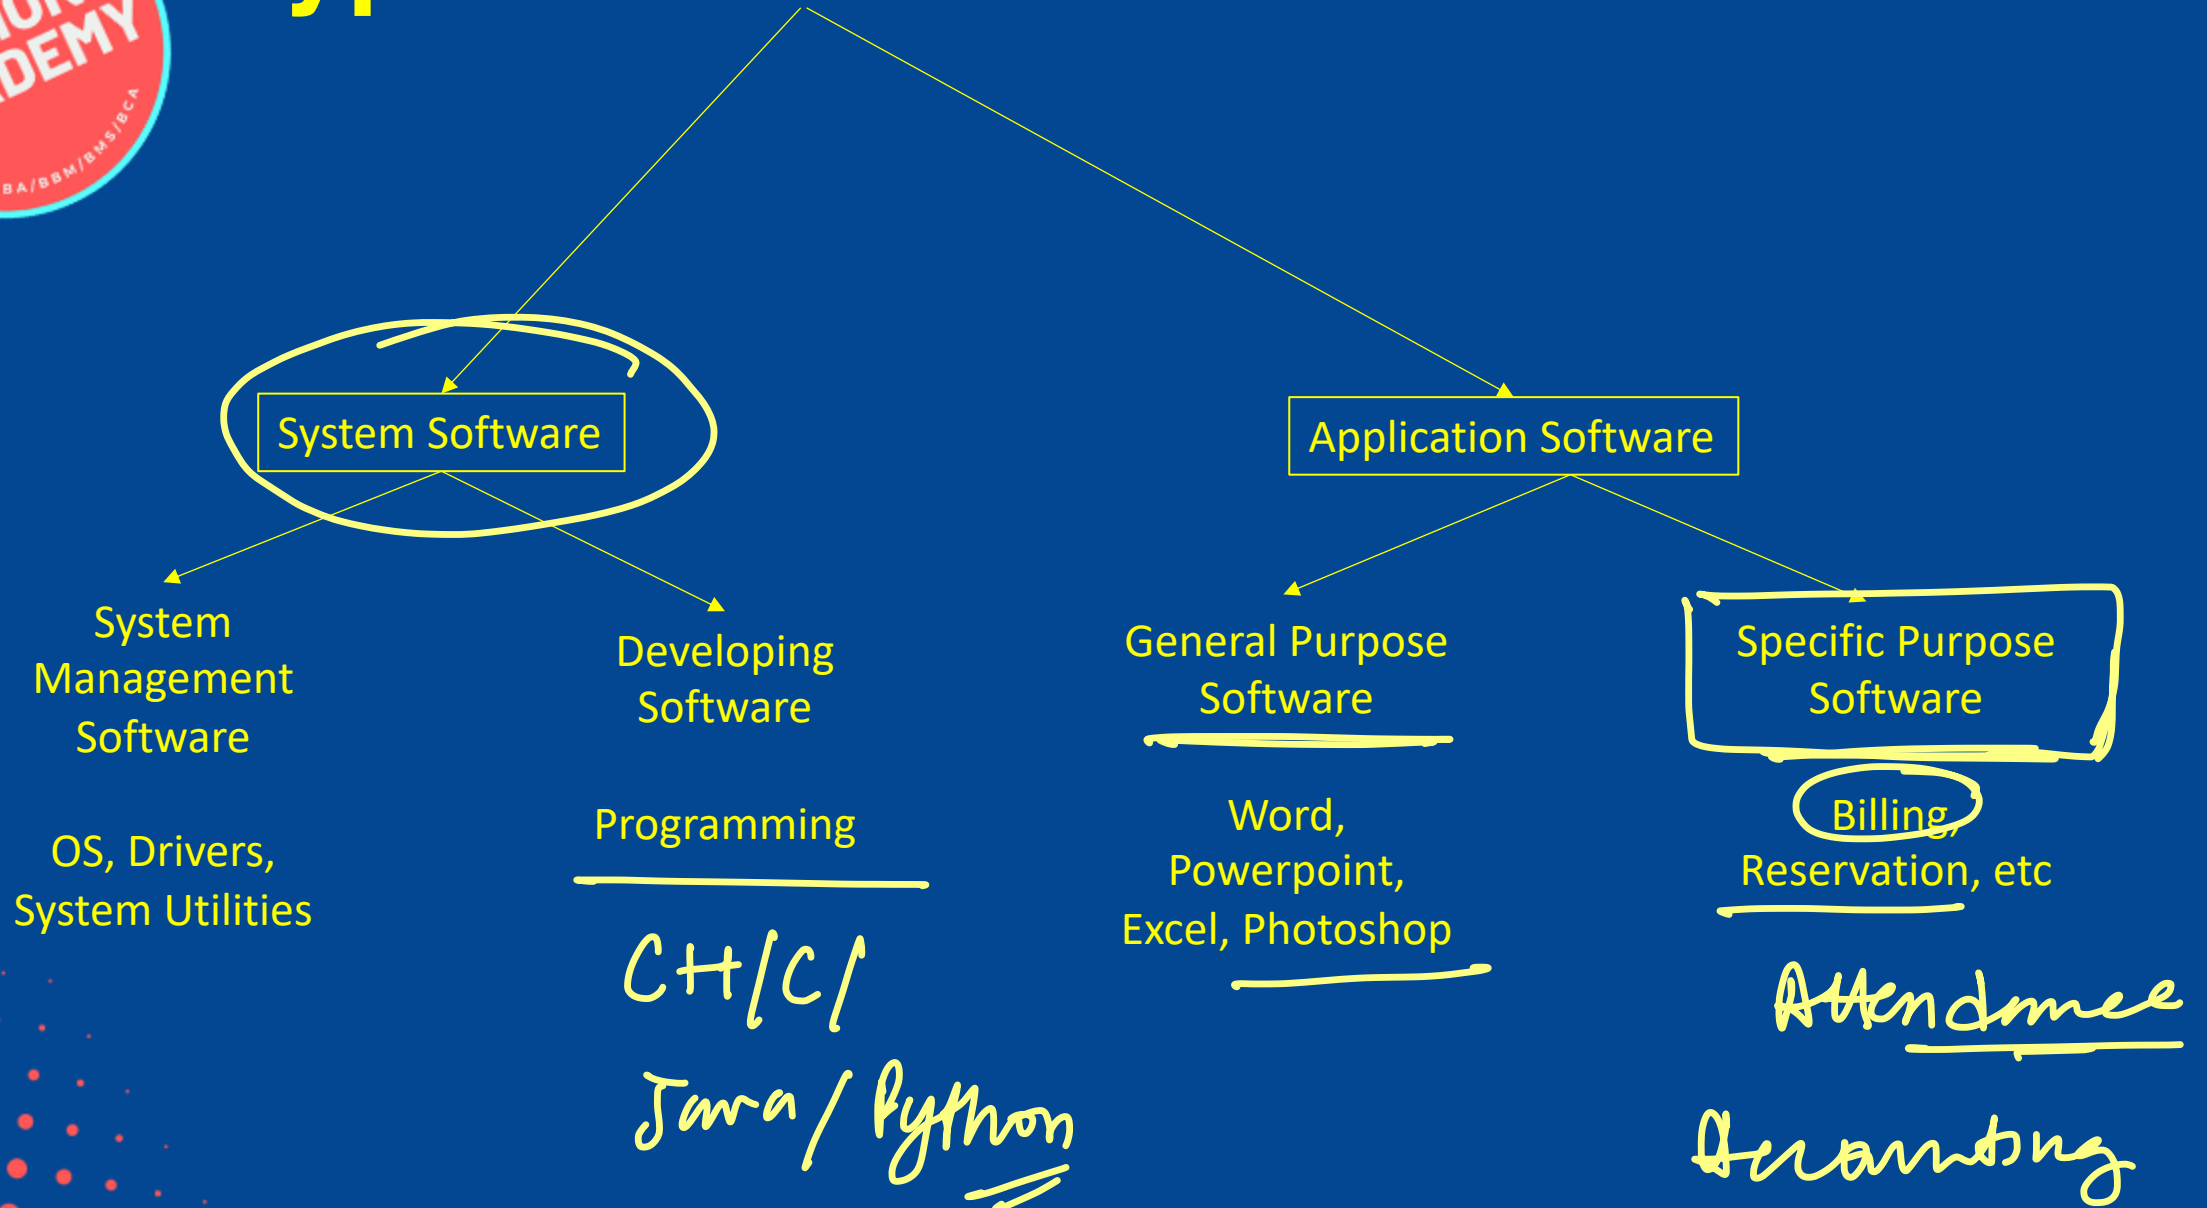 BA/BBM/BMS/BCA
System Software
Application Software
System
Management
Software
OS, Drivers,
System Utilities
Developing
Software
Programming
C++/C/
Java/Python
General Purpose
Software
Word,
Powerpoint,
Excel, Photoshop
Specific Purpose
Software
Billing,
Reservation, etc
Attendance
Accounting